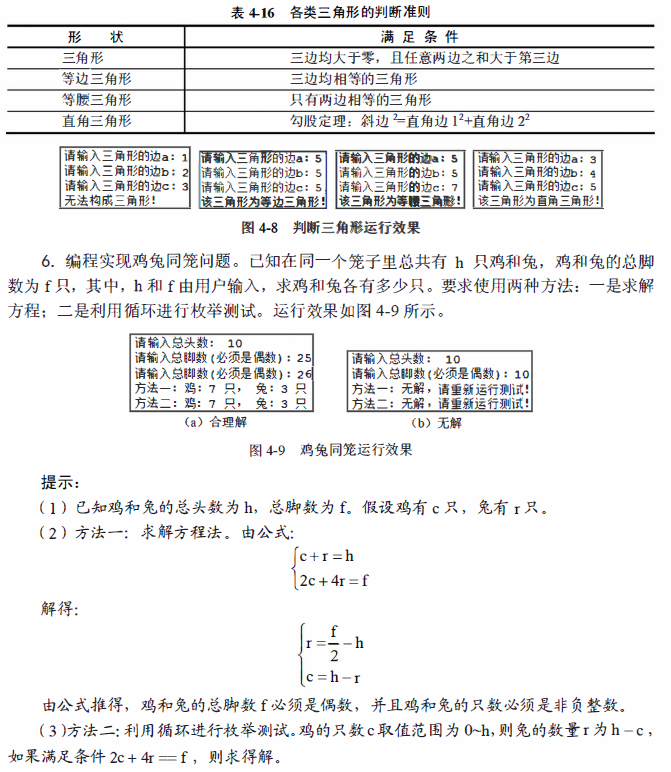 表 4-16 各类三角形的判断准则
形 状 满 足 条 件
三角形 三边均大于零，且任意两边之和大于第三边
等边三角形 三边均相等的三角形
等腰三角形 只有两边相等的三角形
直角三角形 勾股定理：斜边²=直角边 1²+直角边 2²
请输入三角形的边a：1
请输入三角形的边b：2
请输入三角形的边c：3
无法构成三角形！
请输入三角形的边a：5
请输入三角形的边b：5
请输入三角形的边c：5
该三角形为等边三角形！
请输入三角形的边a：5
请输入三角形的边b：5
请输入三角形的边c：7
该三角形为等腰三角形！
请输入三角形的边a：3
请输入三角形的边b：4
请输入三角形的边c：5
该三角形为直角三角形！
图 4-8 判断三角形运行效果
6．编程实现鸡兔同笼问题。已知在同一个笼子里总共有 h 只鸡和兔，鸡和兔的总脚
数为 f 只，其中，h 和 f 由用户输入，求鸡和兔各有多少只。要求使用两种方法：一是求解
方程；二是利用循环进行枚举测试。运行效果如图 4-9 所示。
请输入总头数： 10
请输入总脚数(必须是偶数)：25
请输入总脚数(必须是偶数)：26
方法一：鸡：7 只， 兔：3 只
方法二：鸡：7 只， 兔：3 只
（a）合理解
请输入总头数： 10
请输入总脚数(必须是偶数)：10
方法一：无解，请重新运行测试！
方法二：无解，请重新运行测试！
（b）无解
图 4-9 鸡兔同笼运行效果
提示：
（1）已知鸡和兔的总头数为 h，总脚数为 f。假设鸡有 c 只，兔有 r 只。
（2）方法一：求解方程法。由公式：
c + r = h
2c + 4r = f
解得：
r = f/2 − h
c = h − r
由公式推得，鸡和兔的总脚数 f 必须是偶数，并且鸡和兔的只数必须是非负整数。
（3）方法二：利用循环进行枚举测试。鸡的只数 c 取值范围为 0~h，则兔的数量 r 为 h − c，
如果满足条件 2c + 4r == f ，则求得解。